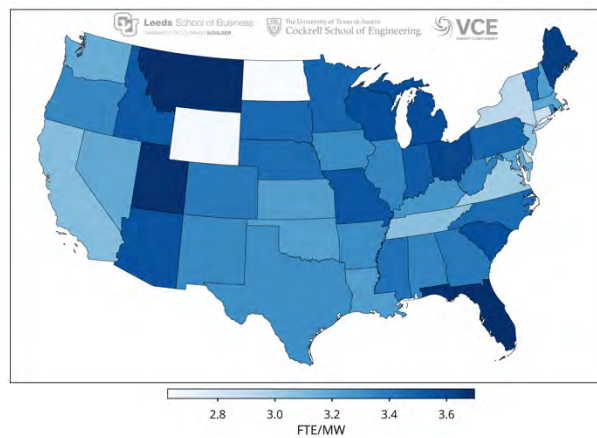 Leeds School of Business
UNIVERSITY OF COLORADO BOULDER
The University of Texas at Austin
Cockrell School of Engineering
VCE
2.8 3.0 3.2 3.4 3.6
FTE/MW